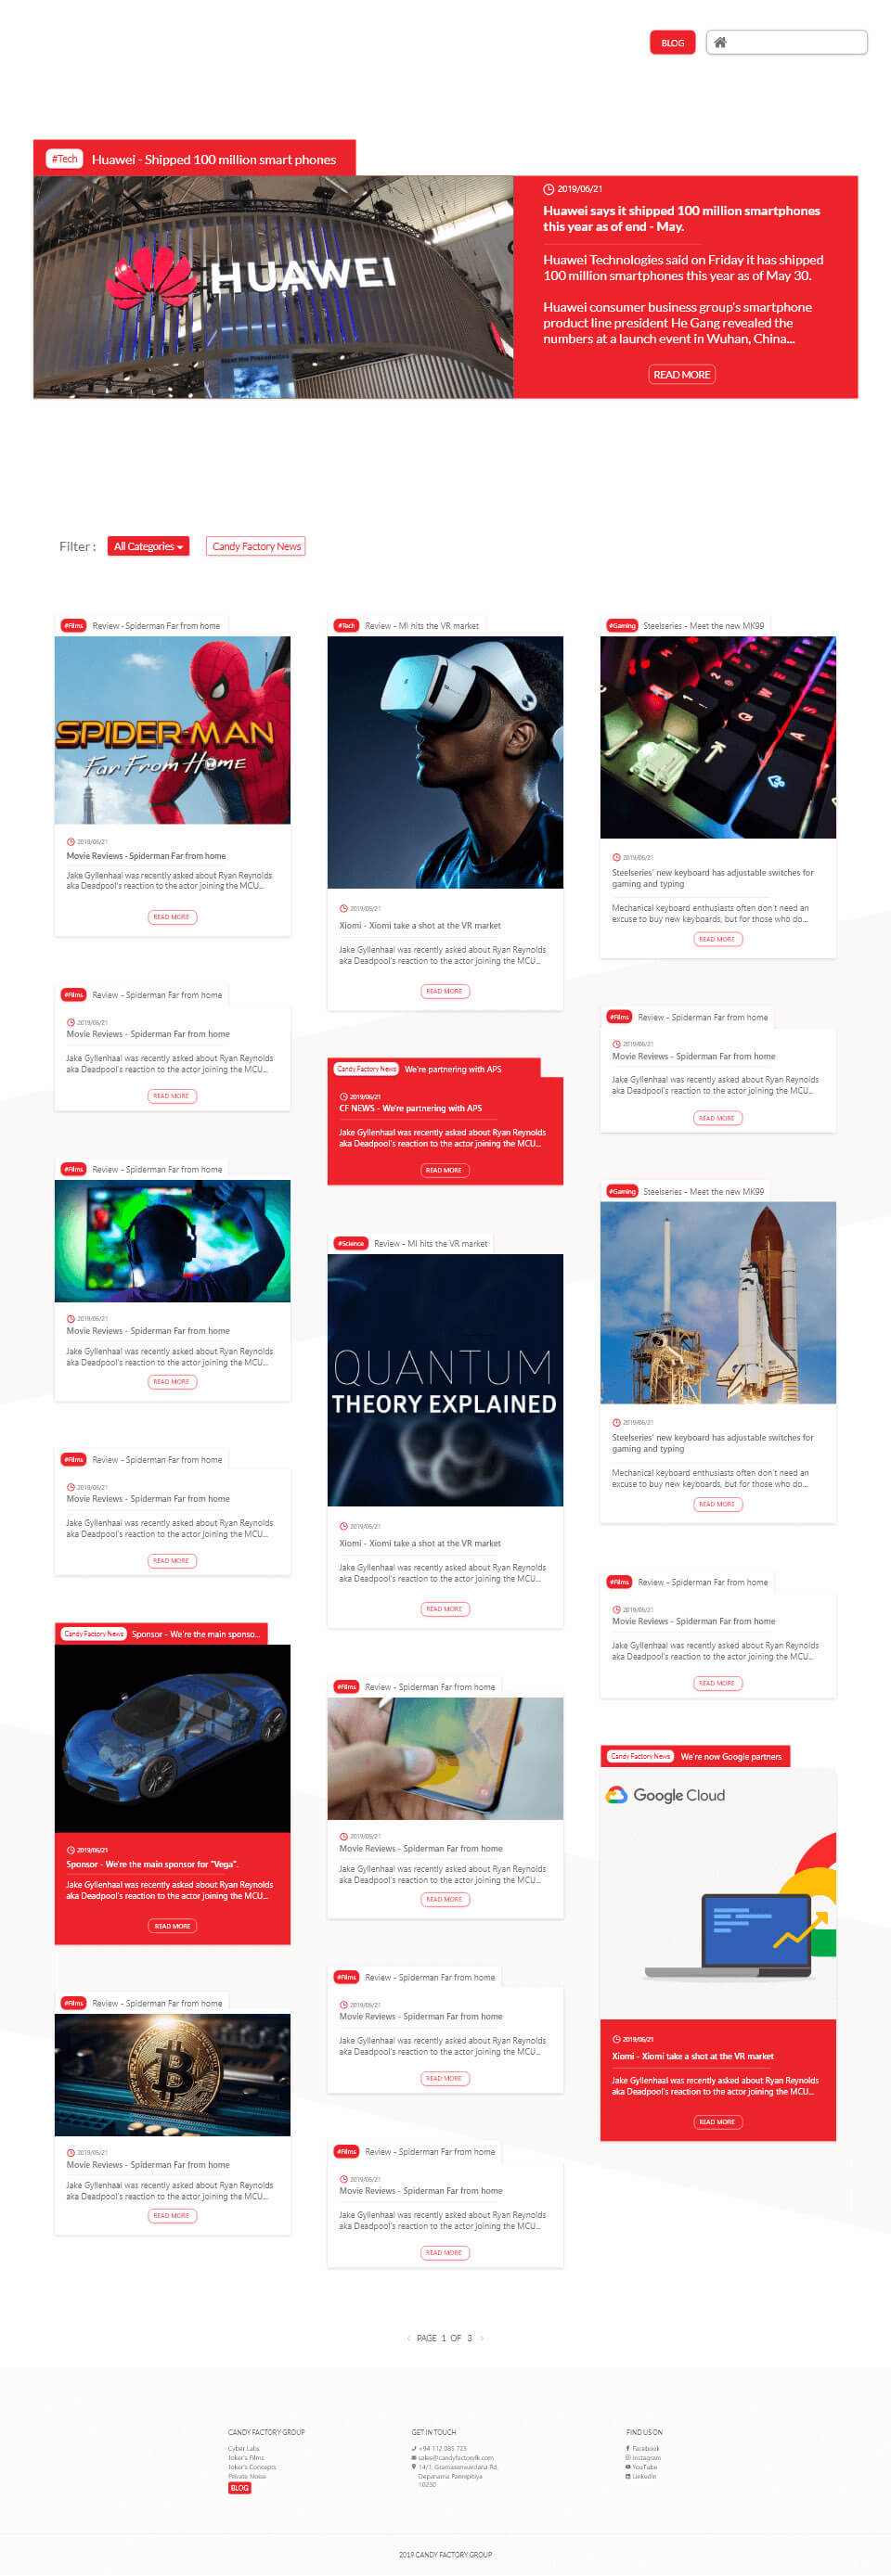 BLOG
#Tech Huawei - Shipped 100 million smart phones
HUAWEI
2019/06/21
Huawei says it shipped 100 million smartphones
this year as of end - May.
Huawei Technologies said on Friday it has shipped
100 million smartphones this year as of May 30.
Huawei consumer business group's smartphone
product line president He Gang revealed the
numbers at a launch event in Wuhan, China...
READ MORE
Filter : All Categories Candy Factory News
#Films Review - Spiderman Far from home
SPIDER-MAN
Far From Home
2019/06/21
Movie Reviews - Spiderman Far from home
Jake Gyllenhaal was recently asked about Ryan Reynolds
aka Deadpool's reaction to the actor joining the MCU...
READ MORE
#Films Review - Spiderman Far from home
2019/06/21
Movie Reviews - Spiderman Far from home
Jake Gyllenhaal was recently asked about Ryan Reynolds
aka Deadpool's reaction to the actor joining the MCU...
READ MORE
#Films Review - Spiderman Far from home
2019/06/21
Movie Reviews - Spiderman Far from home
Jake Gyllenhaal was recently asked about Ryan Reynolds
aka Deadpool's reaction to the actor joining the MCU...
READ MORE
#Films Review - Spiderman Far from home
2019/06/21
Movie Reviews - Spiderman Far from home
Jake Gyllenhaal was recently asked about Ryan Reynolds
aka Deadpool's reaction to the actor joining the MCU...
READ MORE
Candy Factory News Sponsor - We're the main sponso...
2019/06/21
Sponsor - We're the main sponsor for "Vega".
Jake Gyllenhaal was recently asked about Ryan Reynolds
aka Deadpool's reaction to the actor joining the MCU...
READ MORE
#Films Review - Spiderman Far from home
2019/06/21
Movie Reviews - Spiderman Far from home
Jake Gyllenhaal was recently asked about Ryan Reynolds
aka Deadpool's reaction to the actor joining the MCU...
READ MORE
#Tech Review - MI hits the VR market
2019/06/21
Xiomi - Xiomi take a shot at the VR market
Jake Gyllenhaal was recently asked about Ryan Reynolds
aka Deadpool's reaction to the actor joining the MCU...
READ MORE
Candy Factory News We're partnering with APS
2019/06/21
CF NEWS - We're partnering with APS
Jake Gyllenhaal was recently asked about Ryan Reynolds
aka Deadpool's reaction to the actor joining the MCU...
READ MORE
#Science Review - MI hits the VR market
QUANTUM
THEORY EXPLAINED
2019/06/21
Xiomi - Xiomi take a shot at the VR market
Jake Gyllenhaal was recently asked about Ryan Reynolds
aka Deadpool's reaction to the actor joining the MCU...
READ MORE
#Films Review - Spiderman Far from home
2019/06/21
Movie Reviews - Spiderman Far from home
Jake Gyllenhaal was recently asked about Ryan Reynolds
aka Deadpool's reaction to the actor joining the MCU...
READ MORE
#Films Review - Spiderman Far from home
2019/06/21
Movie Reviews - Spiderman Far from home
Jake Gyllenhaal was recently asked about Ryan Reynolds
aka Deadpool's reaction to the actor joining the MCU...
READ MORE
#Films Review - Spiderman Far from home
2019/06/21
Movie Reviews - Spiderman Far from home
Jake Gyllenhaal was recently asked about Ryan Reynolds
aka Deadpool's reaction to the actor joining the MCU...
READ MORE
#Gaming Steelseries - Meet the new MK99
2019/06/21
Steelseries' new keyboard has adjustable switches for
gaming and typing
Mechanical keyboard enthusiasts often don't need an
excuse to buy new keyboards, but for those who do...
READ MORE
#Films Review - Spiderman Far from home
2019/06/21
Movie Reviews - Spiderman Far from home
Jake Gyllenhaal was recently asked about Ryan Reynolds
aka Deadpool's reaction to the actor joining the MCU...
READ MORE
#Gaming Steelseries - Meet the new MK99
2019/06/21
Steelseries' new keyboard has adjustable switches for
gaming and typing
Mechanical keyboard enthusiasts often don't need an
excuse to buy new keyboards, but for those who do...
READ MORE
#Films Review - Spiderman Far from home
2019/06/21
Movie Reviews - Spiderman Far from home
Jake Gyllenhaal was recently asked about Ryan Reynolds
aka Deadpool's reaction to the actor joining the MCU...
READ MORE
Candy Factory News We're now Google partners
Google Cloud
2019/06/21
Xiomi - Xiomi take a shot at the VR market
Jake Gyllenhaal was recently asked about Ryan Reynolds
aka Deadpool's reaction to the actor joining the MCU...
READ MORE
‹ PAGE 1 OF 3 ›
CANDY FACTORY GROUP
Cyber Labs
Joker's Films
Joker's Concepts
Private Noise
BLOG
GET IN TOUCH
+94 112 085 725
sales@candyfactorylk.com
Depanama Pannipitiya
10230
FIND US ON
Facebook
Instagram
YouTube
LinkedIn
2019 CANDY FACTORY GROUP